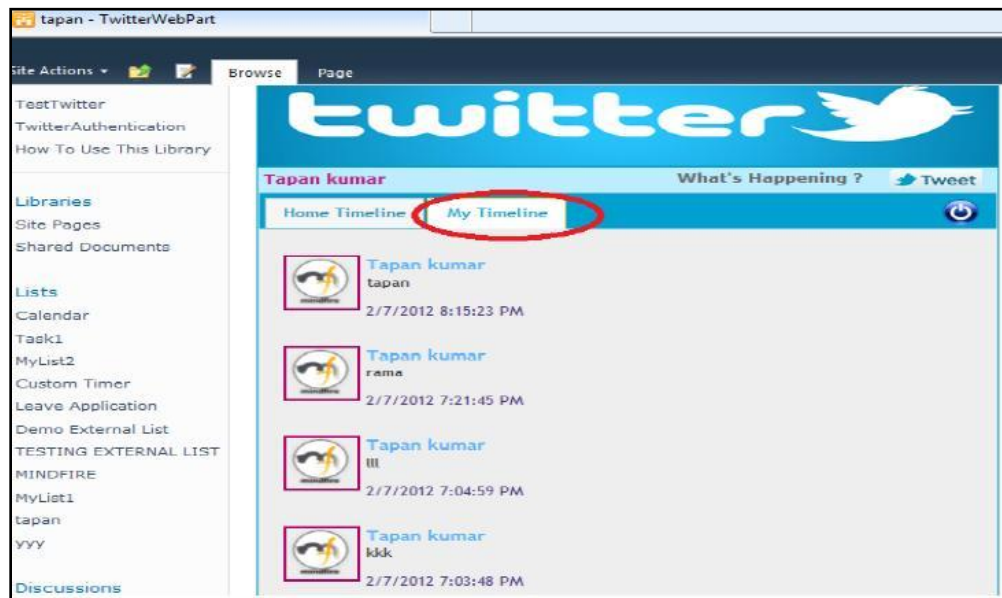 tapan - TwitterWebPart
Site Actions
Browse
Page
TestTwitter
TwitterAuthentication
How To Use This Library
Libraries
Site Pages
Shared Documents
Lists
Calendar
Task1
MyList2
Custom Timer
Leave Application
Demo External List
TESTING EXTERNAL LIST
MINDFIRE
MyList1
tapan
yyy
Discussions
twitter
Tapan kumar
What's Happening ?
Tweet
Home Timeline
My Timeline
mindfire
Tapan kumar
tapan
2/7/2012 8:15:23 PM
mindfire
Tapan kumar
rama
2/7/2012 7:21:45 PM
mindfire
Tapan kumar
lll
2/7/2012 7:04:59 PM
mindfire
Tapan kumar
kkk
2/7/2012 7:03:48 PM